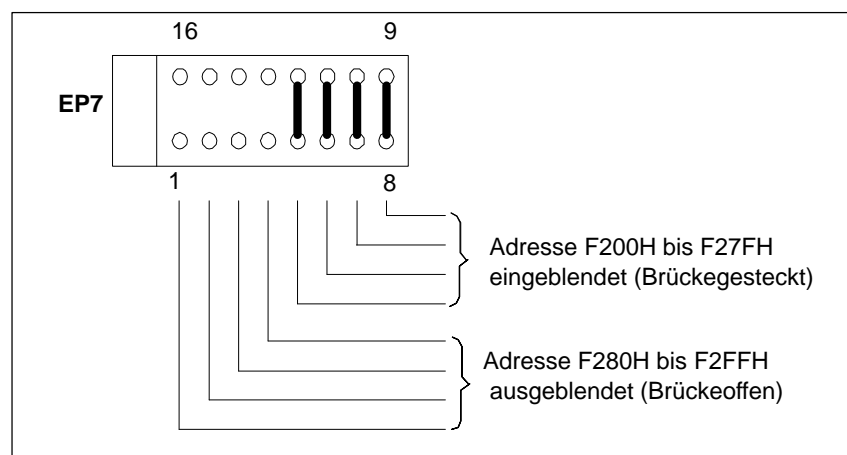 16 9
EP7
1 8
Adresse F200H bis F27FH
eingeblendet (Brückegesteckt)
Adresse F280H bis F2FFH
ausgeblendet (Brückeoffen)